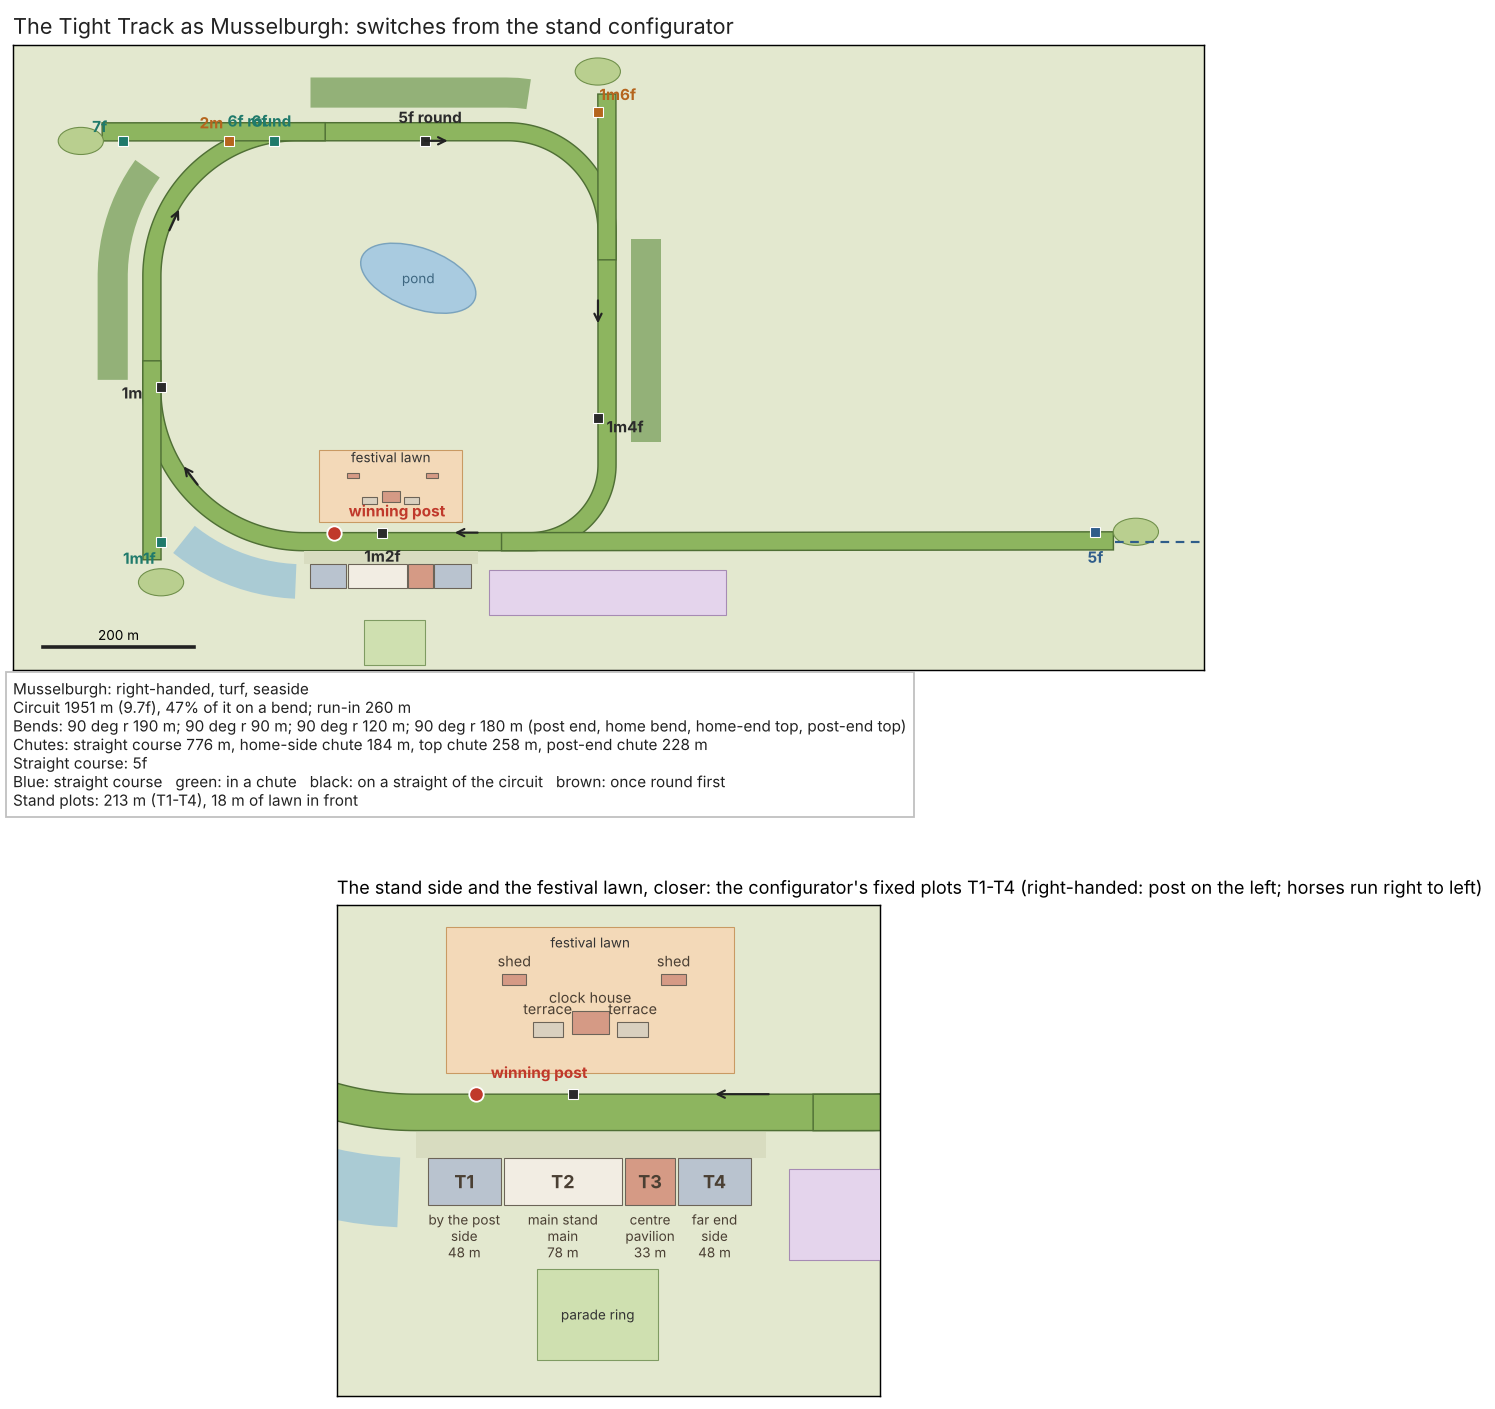 The Tight Track as Musselburgh: switches from the stand configurator
1m6f
7f
2m
6f round
6f
5f round
pond
1m
1m4f
festival lawn
winning post
1m2f
1m1f
5f
200 m
Musselburgh: right-handed, turf, seaside
Circuit 1951 m (9.7f), 47% of it on a bend; run-in 260 m
Bends: 90 deg r 190 m; 90 deg r 90 m; 90 deg r 120 m; 90 deg r 180 m (post end, home bend, home-end top, post-end top)
Chutes: straight course 776 m, home-side chute 184 m, top chute 258 m, post-end chute 228 m
Straight course: 5f
Blue: straight course green: in a chute black: on a straight of the circuit brown: once round first
Stand plots: 213 m (T1-T4), 18 m of lawn in front
The stand side and the festival lawn, closer: the configurator's fixed plots T1-T4 (right-handed: post on the left; horses run right to left)
festival lawn
shed shed
clock house
terrace terrace
winning post
T1 T2 T3 T4
by the post main stand centre far end
side main pavilion side
48 m 78 m 33 m 48 m
parade ring